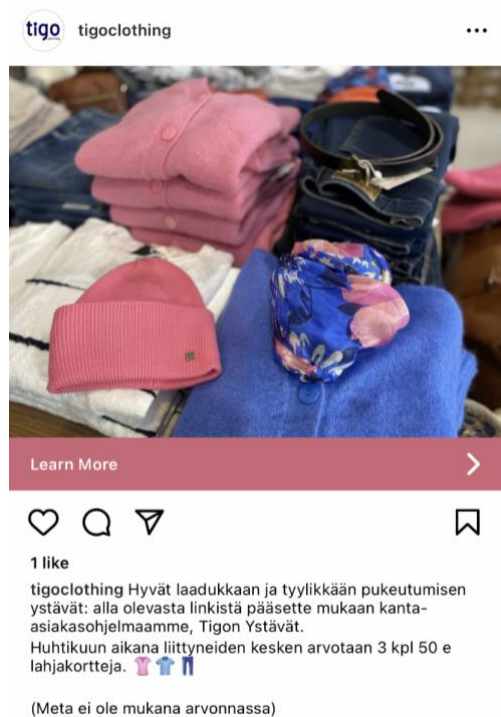 tigo tigoclothing
Learn More
1 like
tigoclothing Hyvät laadukkaan ja tyylikkään pukeutumisen
ystävät: alla olevasta linkistä pääsette mukaan kanta-
asiakasohjelmaamme, Tigon Ystävät.
Huhtikuun aikana liittyneiden kesken arvotaan 3 kpl 50 e
lahjakortteja. 👚👕👖
(Meta ei ole mukana arvonnassa)